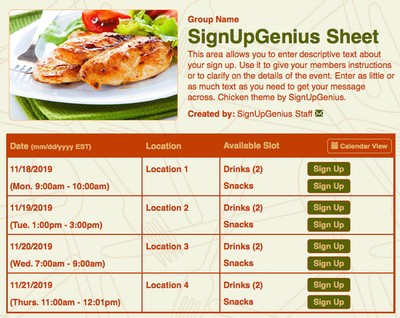 Group Name
SignUpGenius Sheet
This area allows you to enter descriptive text about
your sign up. Use it to give your members instructions
or to clarify on the details of the event. Enter as little or
as much text as you need to get your message
across. Chicken theme by SignUpGenius.
Created by: SignUpGenius Staff
Date (mm/dd/yyyy EST) Location Available Slot Calendar View
11/18/2019 Location 1 Drinks (2) Sign Up
(Mon. 9:00am - 10:00am) Snacks Sign Up
11/19/2019 Location 2 Drinks (2) Sign Up
(Tue. 1:00pm - 3:00pm) Snacks Sign Up
11/20/2019 Location 3 Drinks (2) Sign Up
(Wed. 7:00am - 9:00am) Snacks Sign Up
11/21/2019 Location 4 Drinks (2) Sign Up
(Thurs. 11:00am - 12:01pm) Snacks Sign Up